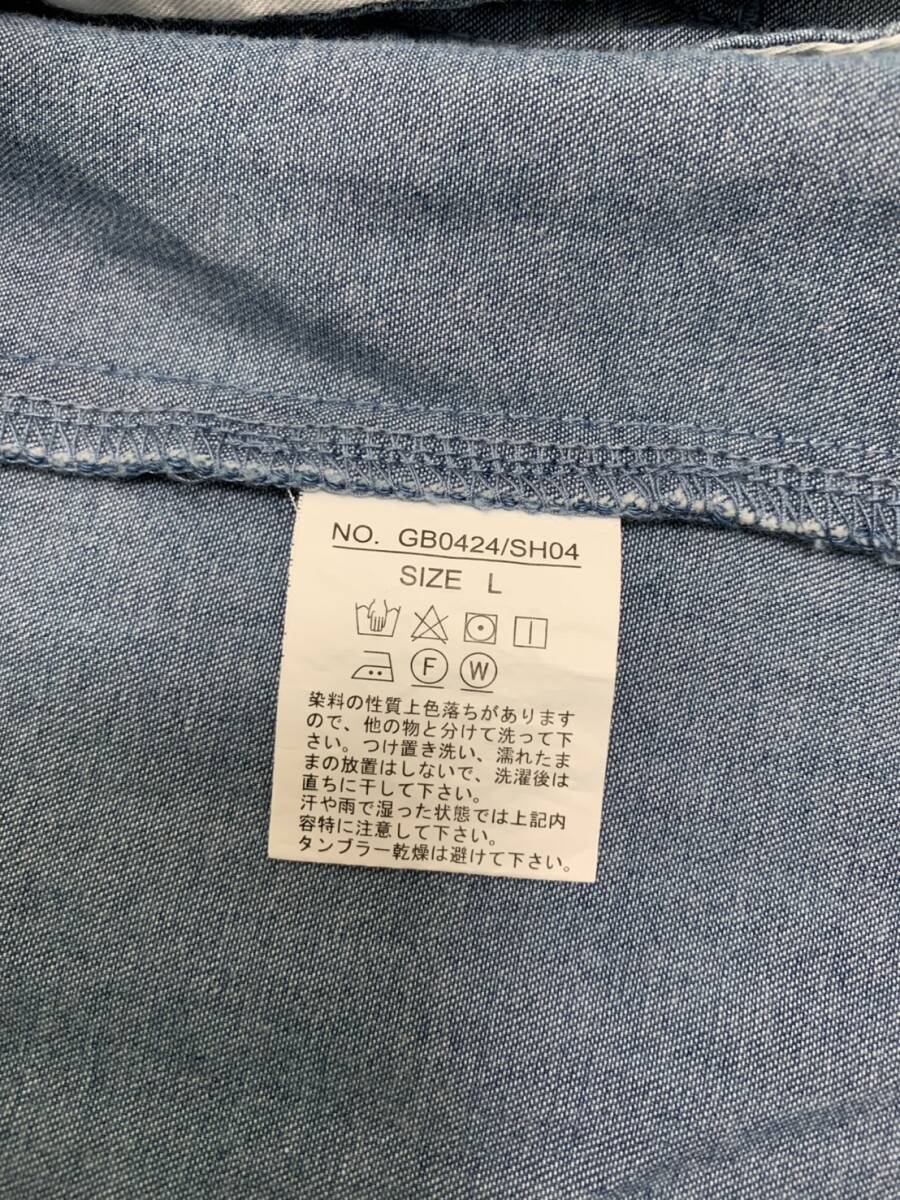 NO. GB0424/SH04
SIZE L
F W
染料の性質上色落ちがあります
ので、他の物と分けて洗って下
さい。つけ置き洗い、濡れたま
まの放置はしないで、洗濯後は
直ちに干して下さい。
汗や雨で湿った状態では上記内
容特に注意して下さい。
タンブラー乾燥は避けて下さい。